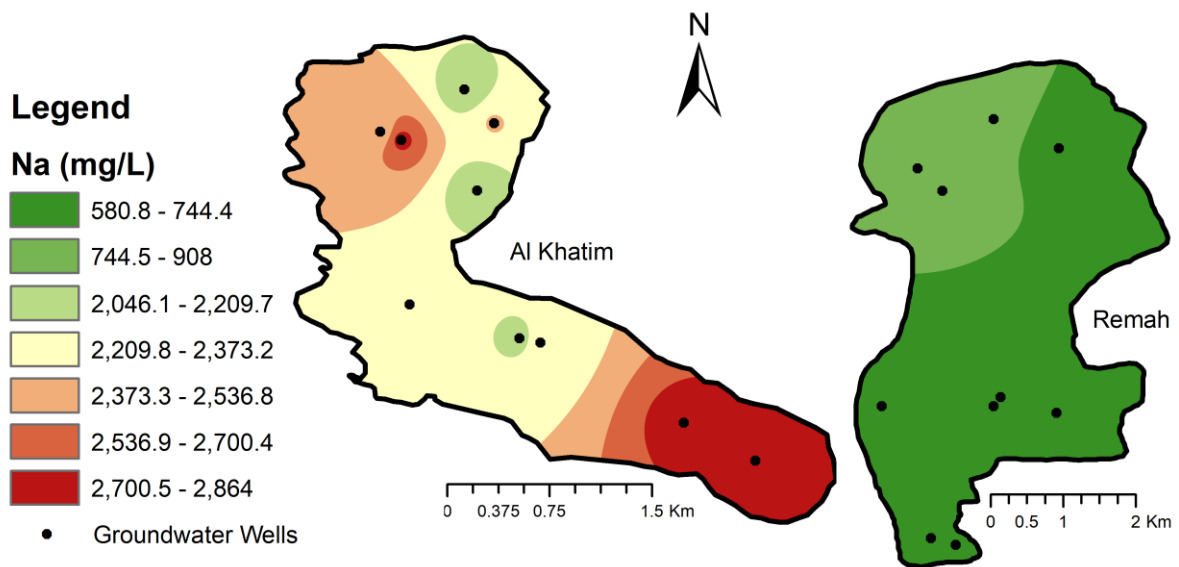 N
Legend
Na (mg/L)
580.8 - 744.4
744.5 - 908
2,046.1 - 2,209.7
2,209.8 - 2,373.2
2,373.3 - 2,536.8
2,536.9 - 2,700.4
2,700.5 - 2,864
Groundwater Wells
Al Khatim
0 0.375 0.75 1.5 Km
Remah
0 0.5 1 2 Km